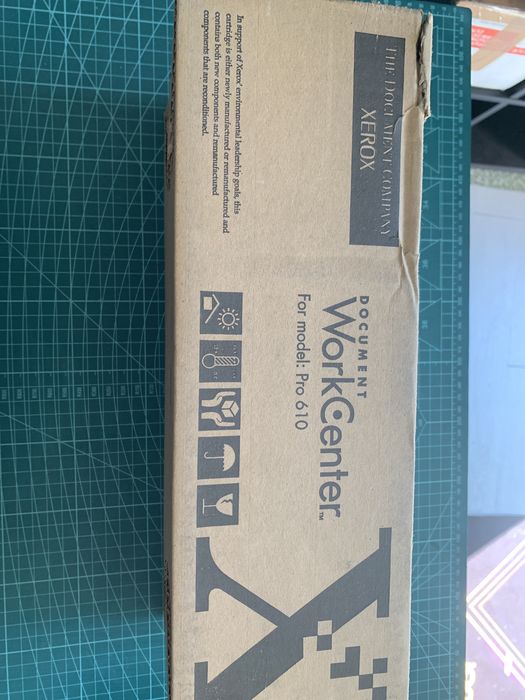 THE DOCUMENT COMPANY
XEROX
In support of Xerox' environmental leadership goals, this
cartridge is either newly manufactured or remanufactured and
contains both new components and remanufactured
components that are reconditioned.
DOCUMENT
WorkCenter™
For model: Pro 610